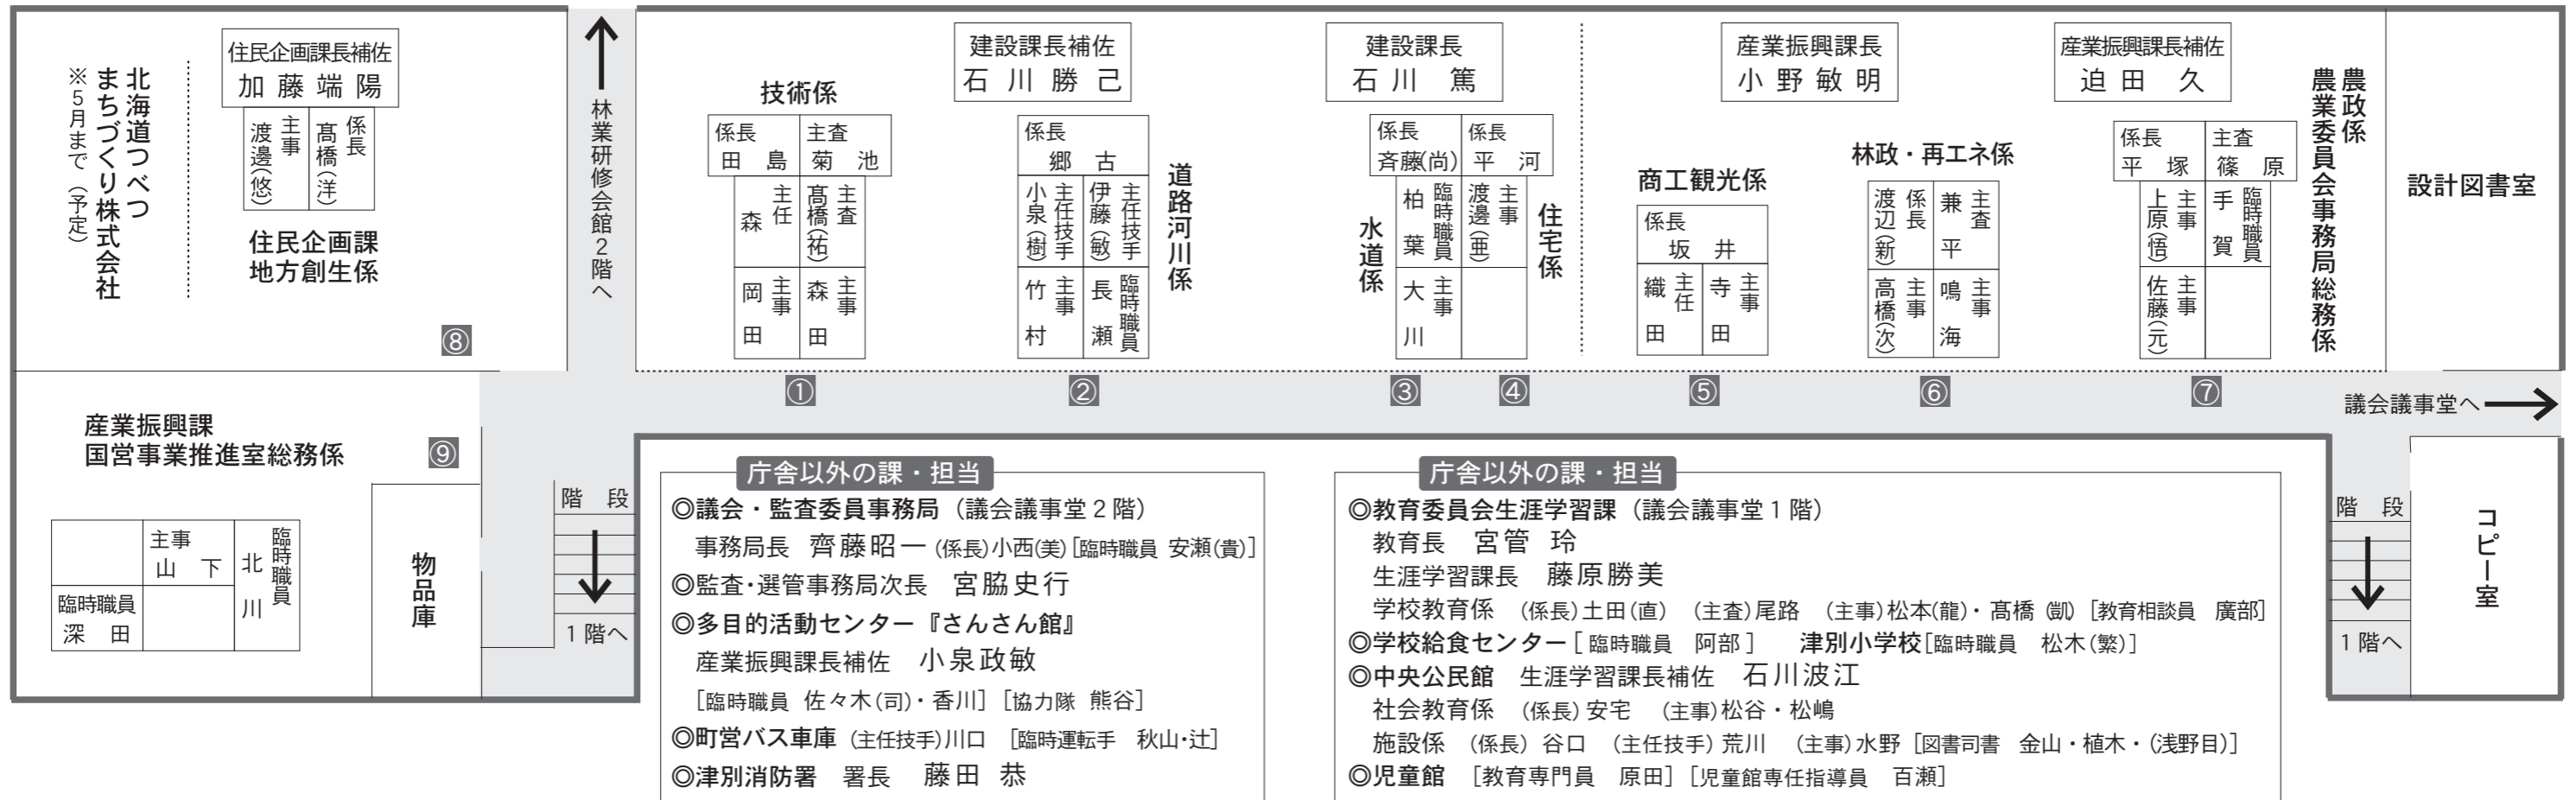 北海道つべつ
まちづくり株式会社
※５月まで（予定）
住民企画課長補佐
加藤端陽
主事
渡邊(悠)
係長
髙橋(洋)
住民企画課
地方創生係
⑧
林業研修会館２階へ
技術係
係長
田島
主査
菊池
主任
森
主査
髙橋(祐)
主事
岡田
主事
森田
①
建設課長補佐
石川勝己
係長
郷古
主任技手
小泉(樹)
主任技手
伊藤(敏)
主事
竹村
臨時職員
長瀬
道路河川係
②
建設課長
石川篤
係長
斉藤(尚)
係長
平河
臨時職員
柏葉
主事
渡邊(亜)
主事
大川
水道係
住宅係
③
④
産業振興課長
小野敏明
商工観光係
係長
坂井
主任
織田
主事
寺田
⑤
林政・再エネ係
係長
渡辺(新)
主査
兼平
主事
高橋(次)
主事
鳴海
⑥
産業振興課長補佐
迫田久
係長
平塚
主査
篠原
主事
上原(悟)
臨時職員
手賀
主事
佐藤(元)
農政係
農業委員会事務局総務係
⑦
設計図書室
議会議事堂へ
産業振興課
国営事業推進室総務係
⑨
主事
山下
臨時職員
北川
臨時職員
深田
物品庫
階段
１階へ
庁舎以外の課・担当
◎議会・監査委員事務局（議会議事堂２階）
事務局長　齊藤昭一 (係長)小西(美) [臨時職員 安瀬(貴)]
◎監査・選管事務局次長　宮脇史行
◎多目的活動センター『さんさん館』
産業振興課長補佐　小泉政敏
[臨時職員 佐々木(司)・香川] [協力隊 熊谷]
◎町営バス車庫 (主任技手)川口　[臨時運転手　秋山・辻]
◎津別消防署　署長　藤田　恭
庁舎以外の課・担当
◎教育委員会生涯学習課（議会議事堂１階）
教育長　宮管　玲
生涯学習課長　藤原勝美
学校教育係　(係長)土田(直)　(主査)尾路　(主事)松本(龍)・髙橋(凱) [教育相談員　廣部]
◎学校給食センター[ 臨時職員　阿部 ]　津別小学校[臨時職員　松木(繁)]
◎中央公民館　生涯学習課長補佐　石川波江
社会教育係　(係長) 安宅　(主事)松谷・松嶋
施設係　(係長) 谷口　(主任技手) 荒川　(主事)水野 [図書司書　金山・植木・(浅野目)]
◎児童館　[教育専門員　原田] [児童館専任指導員　百瀬]
階段
１階へ
コピー室